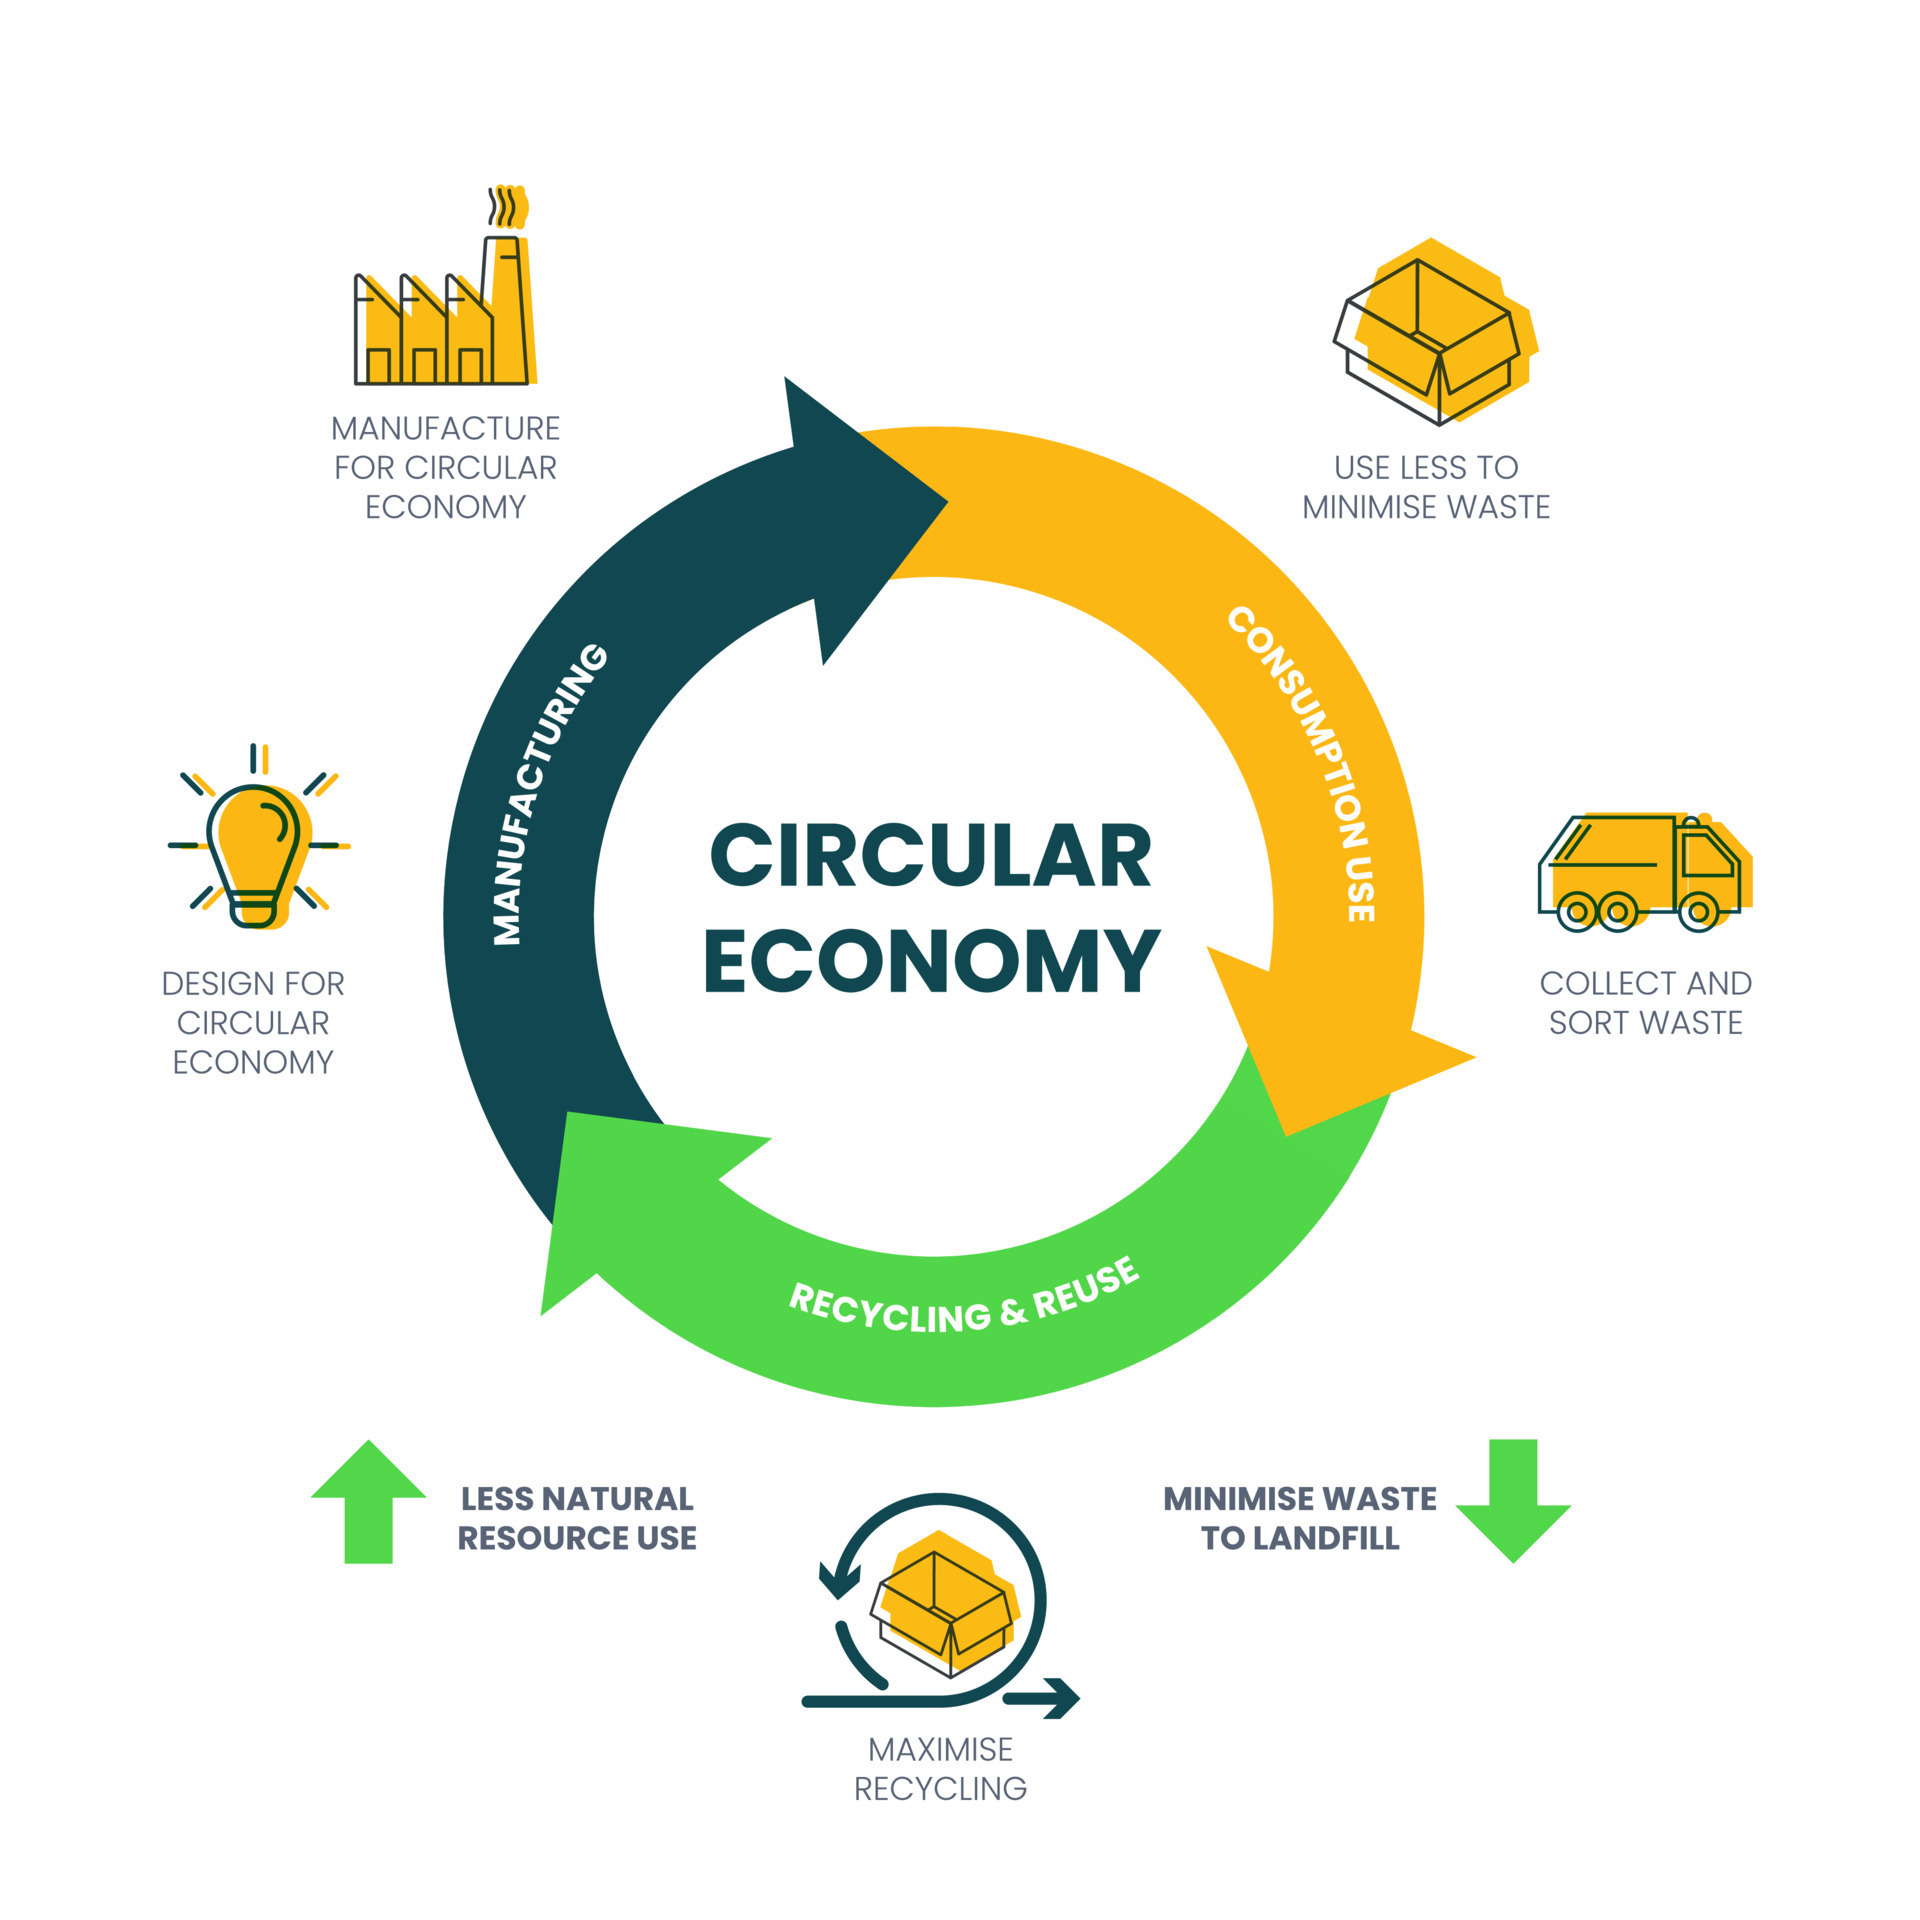 MANUFACTURE
FOR CIRCULAR
ECONOMY
USE LESS TO
MINIMISE WASTE
MANUFACTURING
CONSUMPTION USE
CIRCULAR
ECONOMY
DESIGN FOR
CIRCULAR
ECONOMY
COLLECT AND
SORT WASTE
RECYCLING & REUSE
LESS NATURAL
RESOURCE USE
MINIMISE WASTE
TO LANDFILL
MAXIMISE
RECYCLING